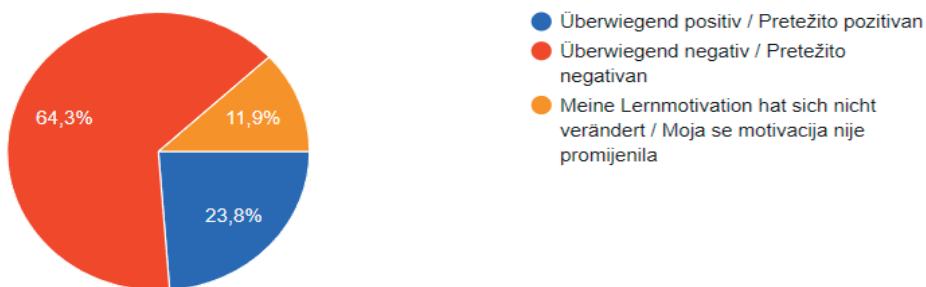 64,3%
11,9%
23,8%
Überwiegend positiv / Pretežito pozitivan
Überwiegend negativ / Pretežito
negativan
Meine Lernmotivation hat sich nicht
verändert / Moja se motivacija nije
promijenila